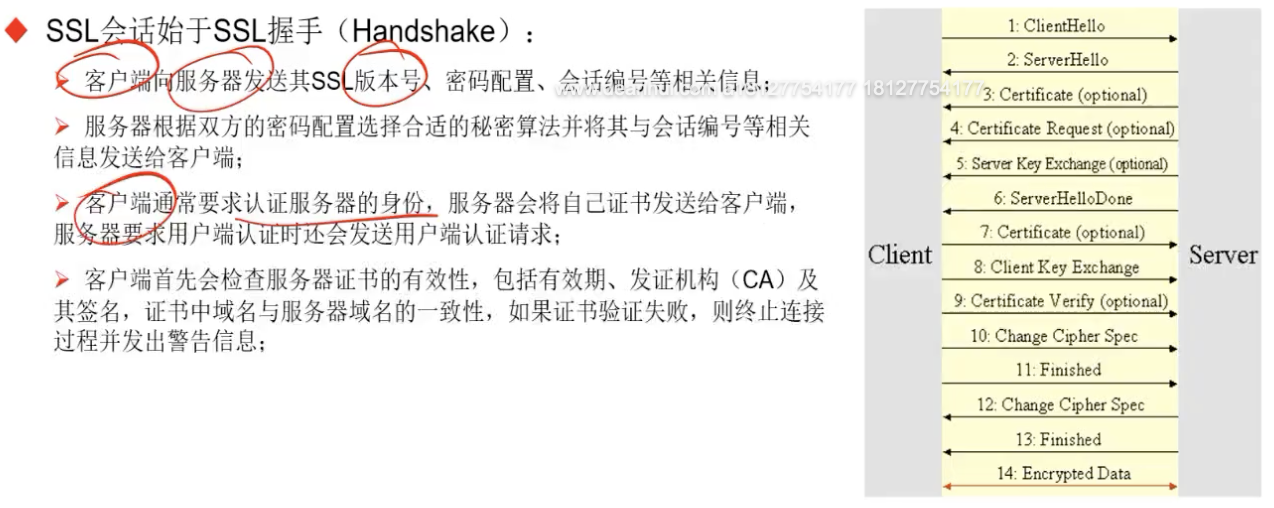 SSL会话始于SSL握手（Handshake）：
客户端向服务器发送其SSL版本号、密码配置、会话编号等相关信息；
服务器根据双方的密码配置选择合适的秘密算法并将其与会话编号等相关
信息发送给客户端；
客户端通常要求认证服务器的身份，服务器会将自己证书发送给客户端，
服务器要求用户端认证时还会发送用户端认证请求；
客户端首先会检查服务器证书的有效性，包括有效期、发证机构（CA）及
其签名，证书中域名与服务器域名的一致性，如果证书验证失败，则终止连接
过程并发出警告信息；
18127754177 18127754177
Client
1: ClientHello
2: ServerHello
3: Certificate (optional)
4: Certificate Request (optional)
5: Server Key Exchange (optional)
6: ServerHelloDone
7: Certificate (optional)
8: Client Key Exchange
9: Certificate Verify (optional)
10: Change Cipher Spec
11: Finished
12: Change Cipher Spec
13: Finished
14: Encrypted Data
Server